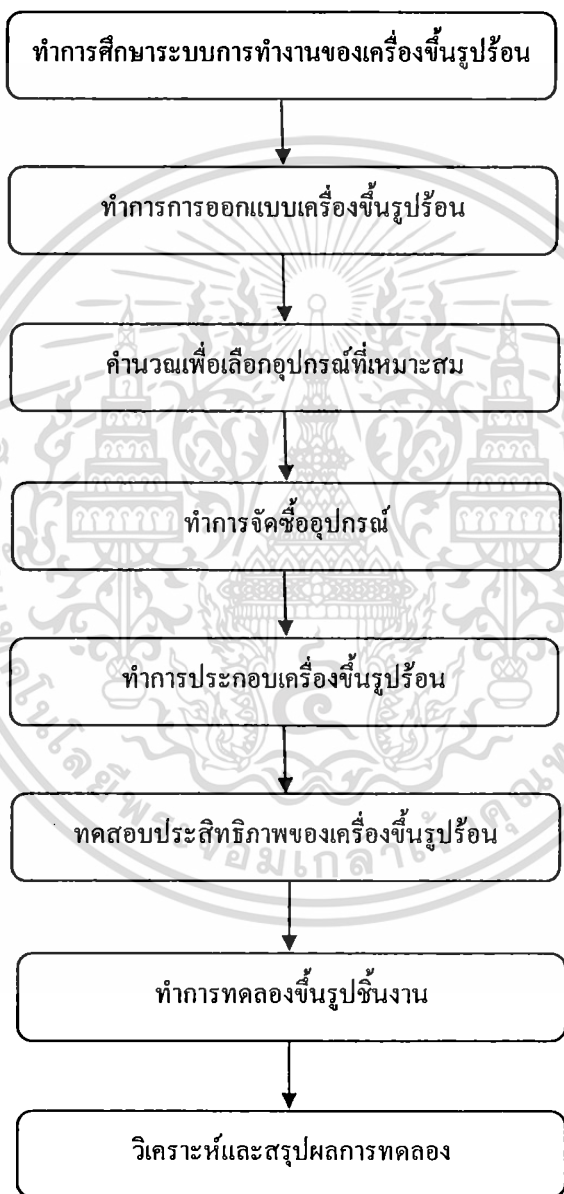 ทำการศึกษาระบบการทำงานของเครื่องขึ้นรูปร้อน
ทำการการออกแบบเครื่องขึ้นรูปร้อน
คำนวณเพื่อเลือกอุปกรณ์ที่เหมาะสม
ทำการจัดซื้ออุปกรณ์
ทำการประกอบเครื่องขึ้นรูปร้อน
ทดสอบประสิทธิภาพของเครื่องขึ้นรูปร้อน
ทำการทดลองขึ้นรูปชิ้นงาน
วิเคราะห์และสรุปผลการทดลอง